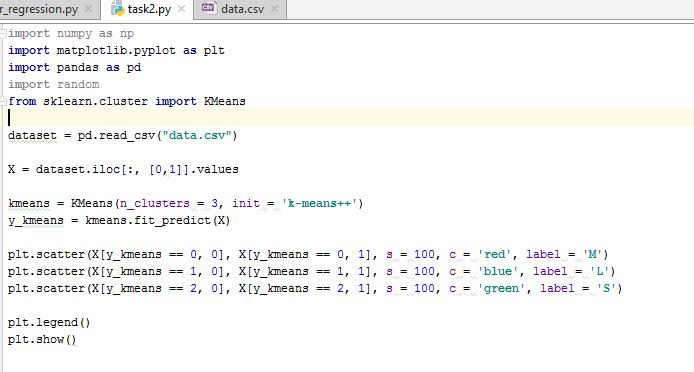 r_regression.py × task2.py × data.csv ×
import numpy as np
import matplotlib.pyplot as plt
import pandas as pd
import random
from sklearn.cluster import KMeans
dataset = pd.read_csv("data.csv")
X = dataset.iloc[:, [0,1]].values
kmeans = KMeans(n_clusters = 3, init = 'k-means++')
y_kmeans = kmeans.fit_predict(X)
plt.scatter(X[y_kmeans == 0, 0], X[y_kmeans == 0, 1], s = 100, c = 'red', label = 'M')
plt.scatter(X[y_kmeans == 1, 0], X[y_kmeans == 1, 1], s = 100, c = 'blue', label = 'L')
plt.scatter(X[y_kmeans == 2, 0], X[y_kmeans == 2, 1], s = 100, c = 'green', label = 'S')
plt.legend()
plt.show()